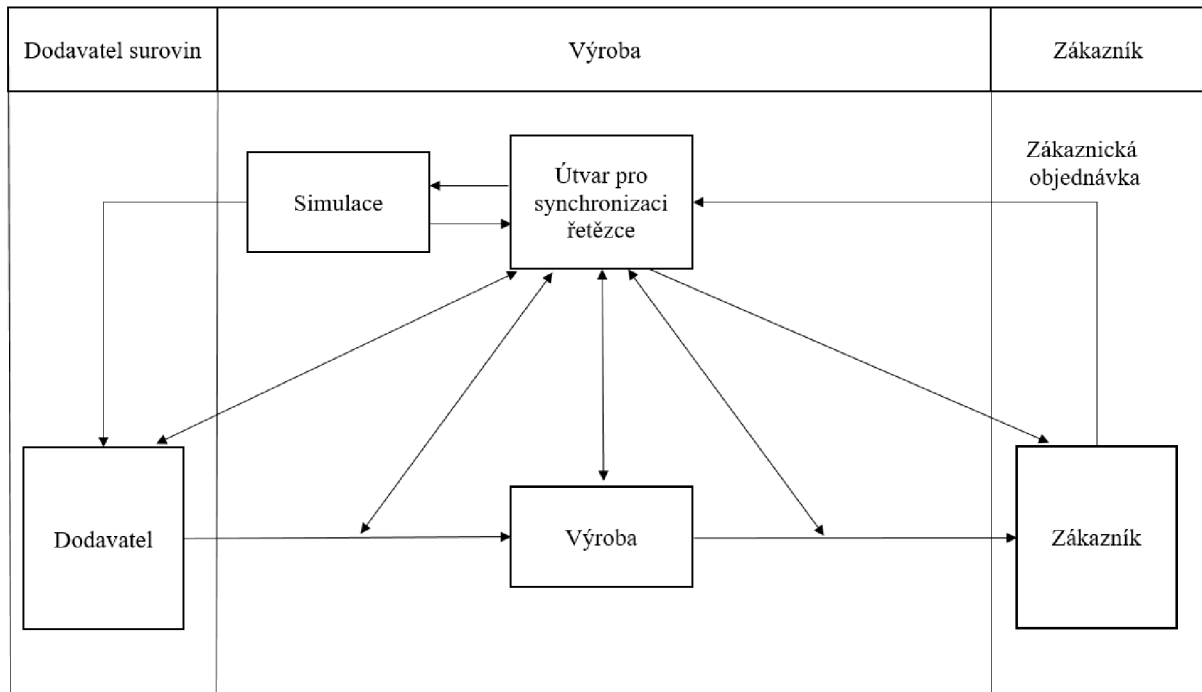 Dodavatel surovin
Výroba
Zákazník
Zákaznická
objednávka
Simulace
Útvar pro
synchronizaci
řetězce
Dodavatel
Výroba
Zákazník